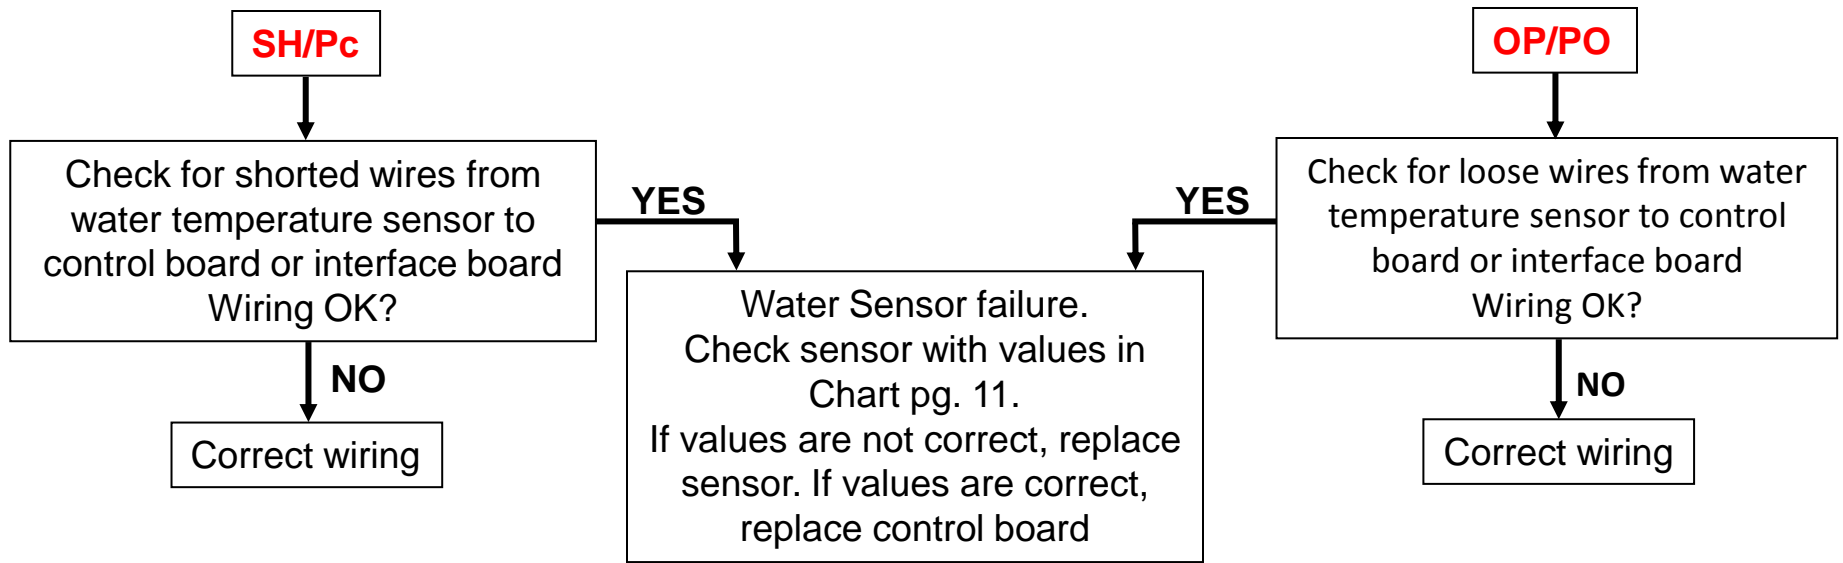 SH/Pc
Check for shorted wires from
water temperature sensor to
control board or interface board
Wiring OK?
YES
NO
Correct wiring
OP/PO
Check for loose wires from water
temperature sensor to control
board or interface board
Wiring OK?
YES
NO
Correct wiring
Water Sensor failure.
Check sensor with values in
Chart pg. 11.
If values are not correct, replace
sensor. If values are correct,
replace control board